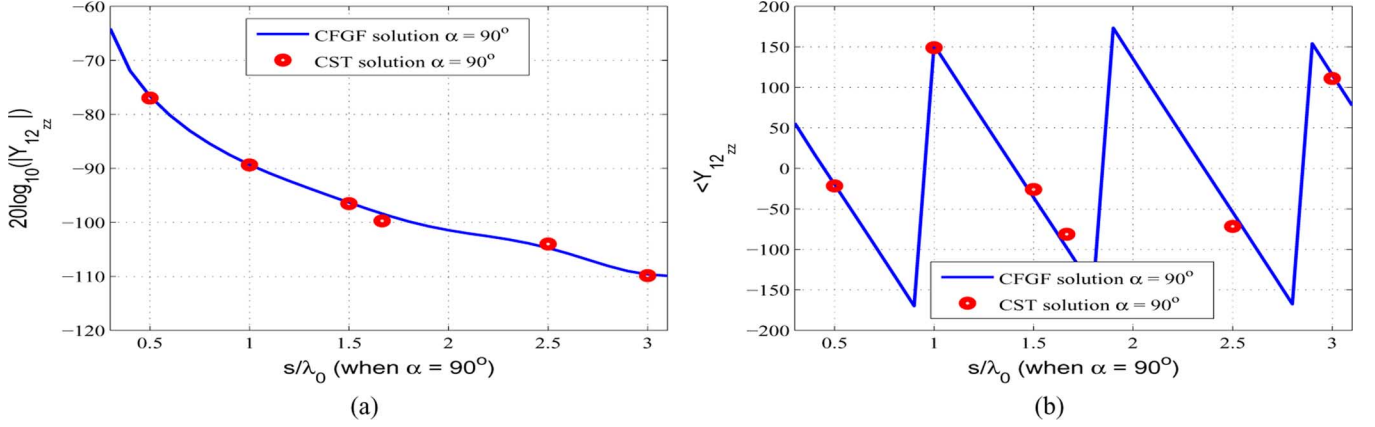 −60
−70
−80
−90
−100
−110
−120
20log10(|Y12zz|)
CFGF solution α = 90°
CST solution α = 90°
0.5 1 1.5 2 2.5 3
s/λ0 (when α = 90°)
(a)
200
150
100
50
0
−50
−100
−150
−200
<Y12zz
CFGF solution α = 90°
CST solution α = 90°
0.5 1 1.5 2 2.5 3
s/λ0 (when α = 90°)
(b)